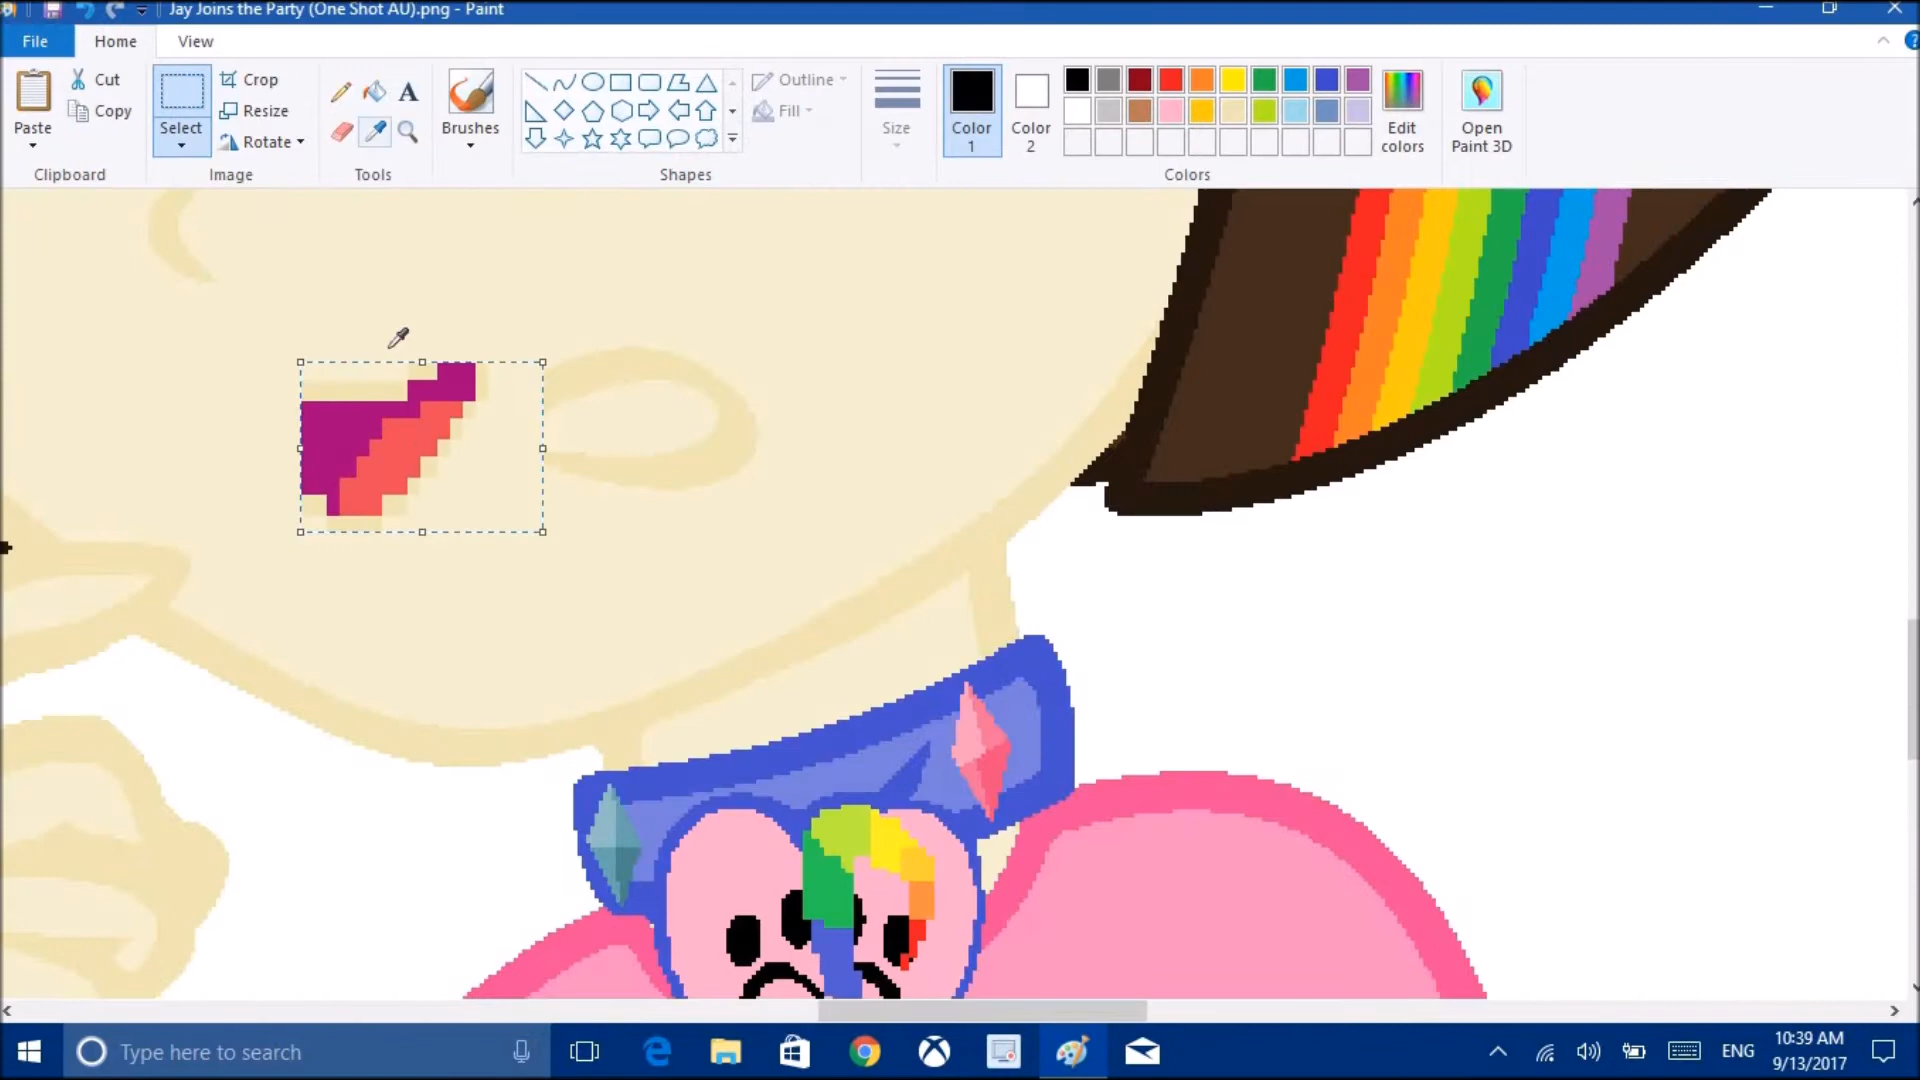 Jay Joins the Party (One Shot AU).png - Paint
File Home View
Paste
Cut
Copy
Clipboard
Select
Crop
Resize
Rotate
Image
A
Tools
Brushes
Shapes
Outline
Fill
Size
Color 1
Color 2
Edit colors
Open Paint 3D
Colors
Type here to search
ENG
10:39 AM
9/13/2017